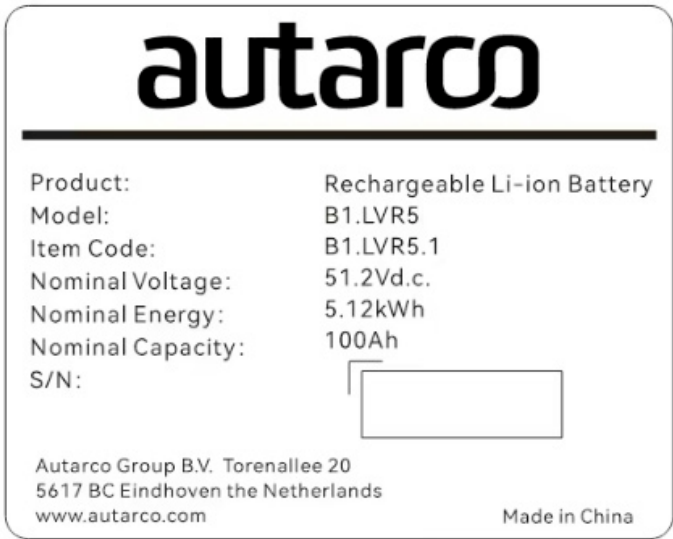 autarco
Product: Rechargeable Li-ion Battery
Model: B1.LVR5
Item Code: B1.LVR5.1
Nominal Voltage: 51.2Vd.c.
Nominal Energy: 5.12kWh
Nominal Capacity: 100Ah
S/N:
Autarco Group B.V. Torenallee 20
5617 BC Eindhoven the Netherlands
www.autarco.com Made in China